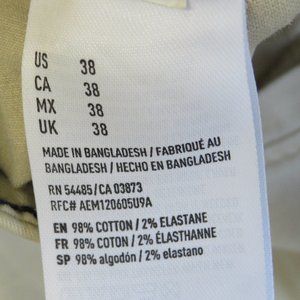 US 38
CA 38
MX 38
UK 38
MADE IN BANGLADESH / FABRIQUÉ AU
BANGLADESH / HECHO EN BANGLADESH
RN 54485/CA 03873
RFC# AEM120605U9A
EN 98% COTTON / 2% ELASTANE
FR 98% COTON / 2% ÉLASTHANNE
SP 98% algodón / 2% elastano